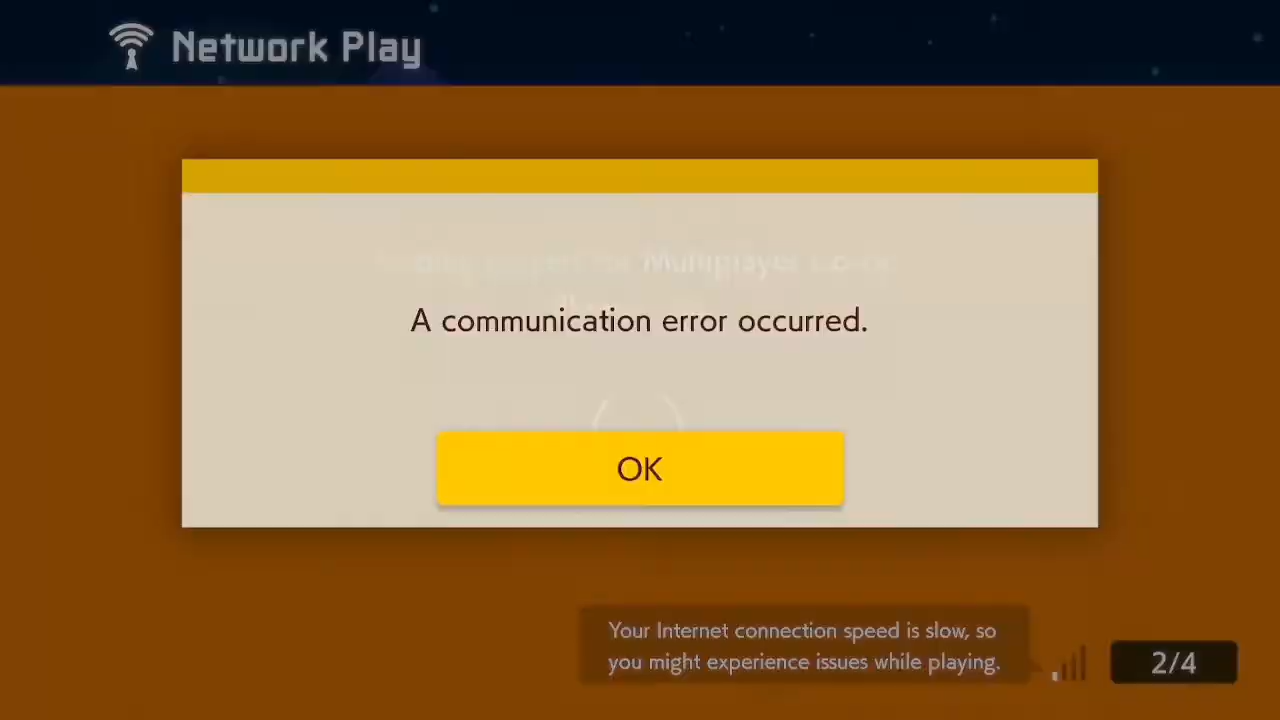 Network Play
Multiplayer
A communication error occurred.
OK
Your Internet connection speed is slow, so
you might experience issues while playing.
2/4